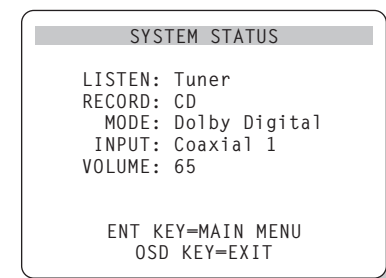 SYSTEM STATUS
LISTEN: Tuner
RECORD: CD
MODE: Dolby Digital
INPUT: Coaxial 1
VOLUME: 65
ENT KEY=MAIN MENU
OSD KEY=EXIT